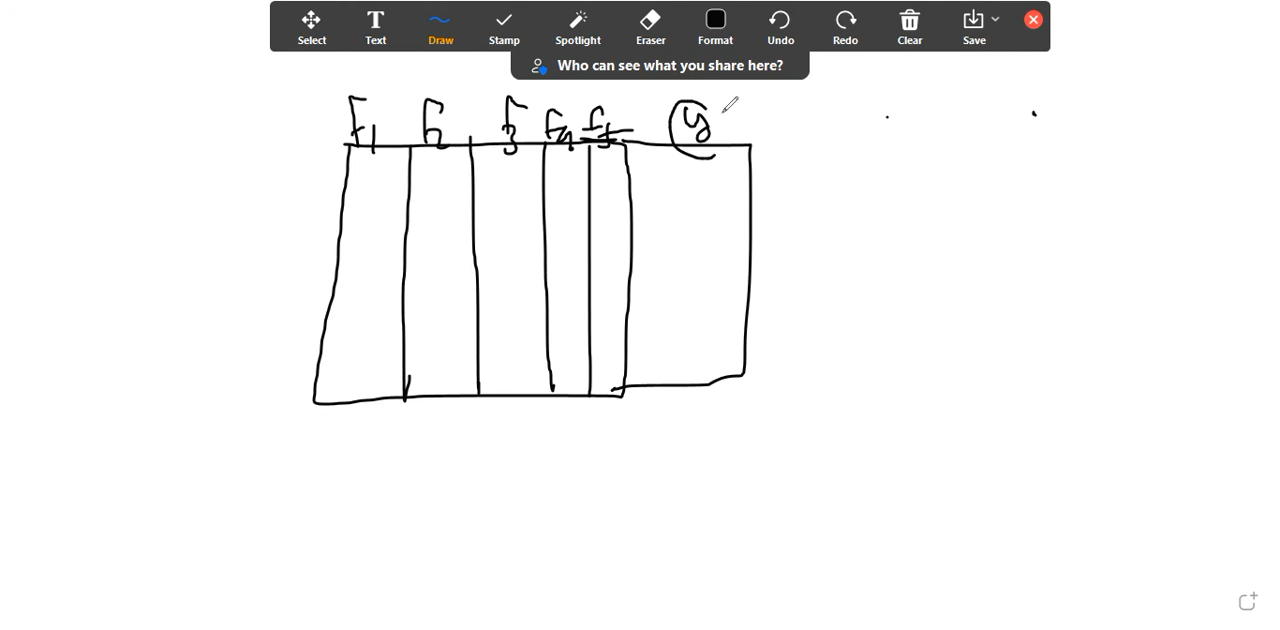 Select Text Draw Stamp Spotlight Eraser Format Undo Redo Clear Save
Who can see what you share here?
F1 F2 F3 F4 f5 y